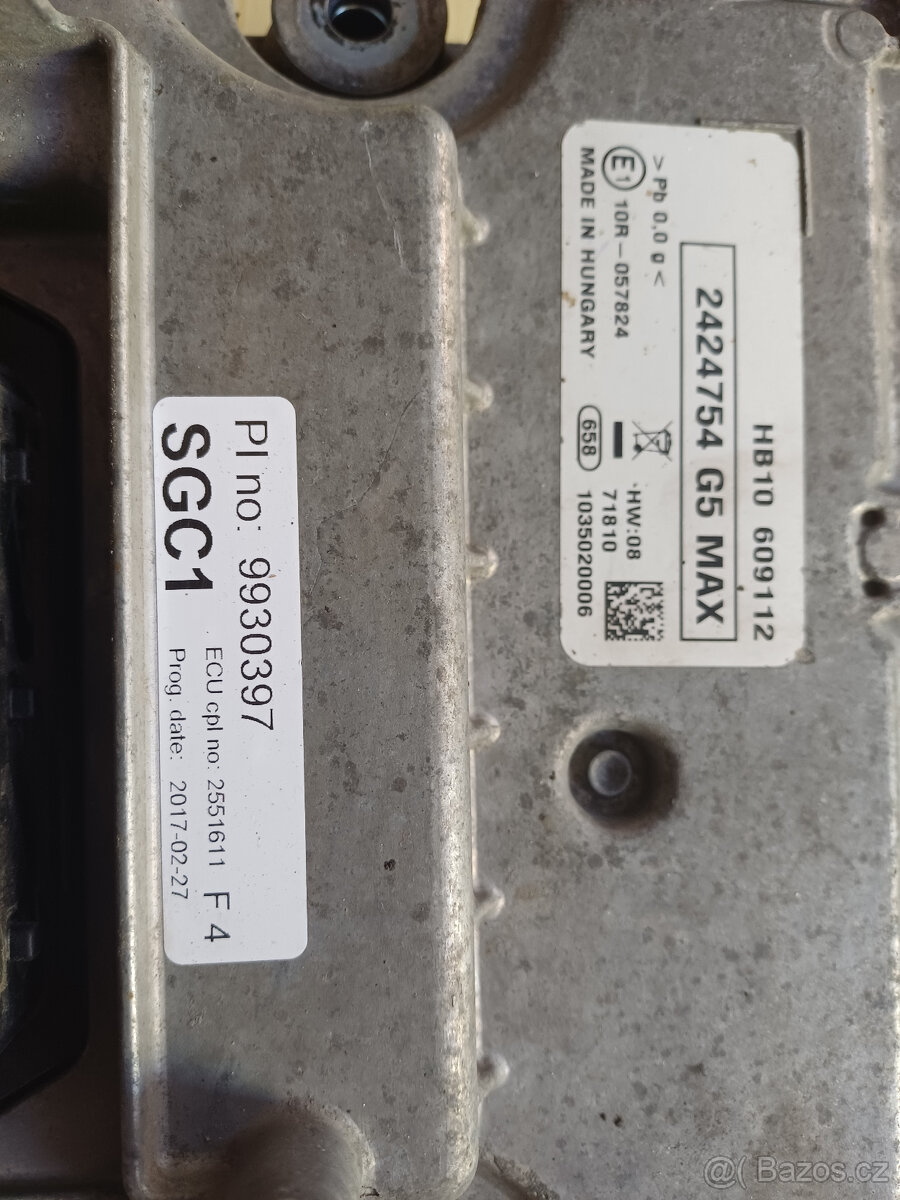 HB10 609112
2424754 G5 MAX
>Pb 0,0 g<
HW:08
E1 10R-057824
71810
MADE IN HUNGARY
658
1035020006
PI no: 9930397
ECU cpl no: 2551611 F 4
SGC1
Prog. date: 2017-02-27
@( Bazos.cz